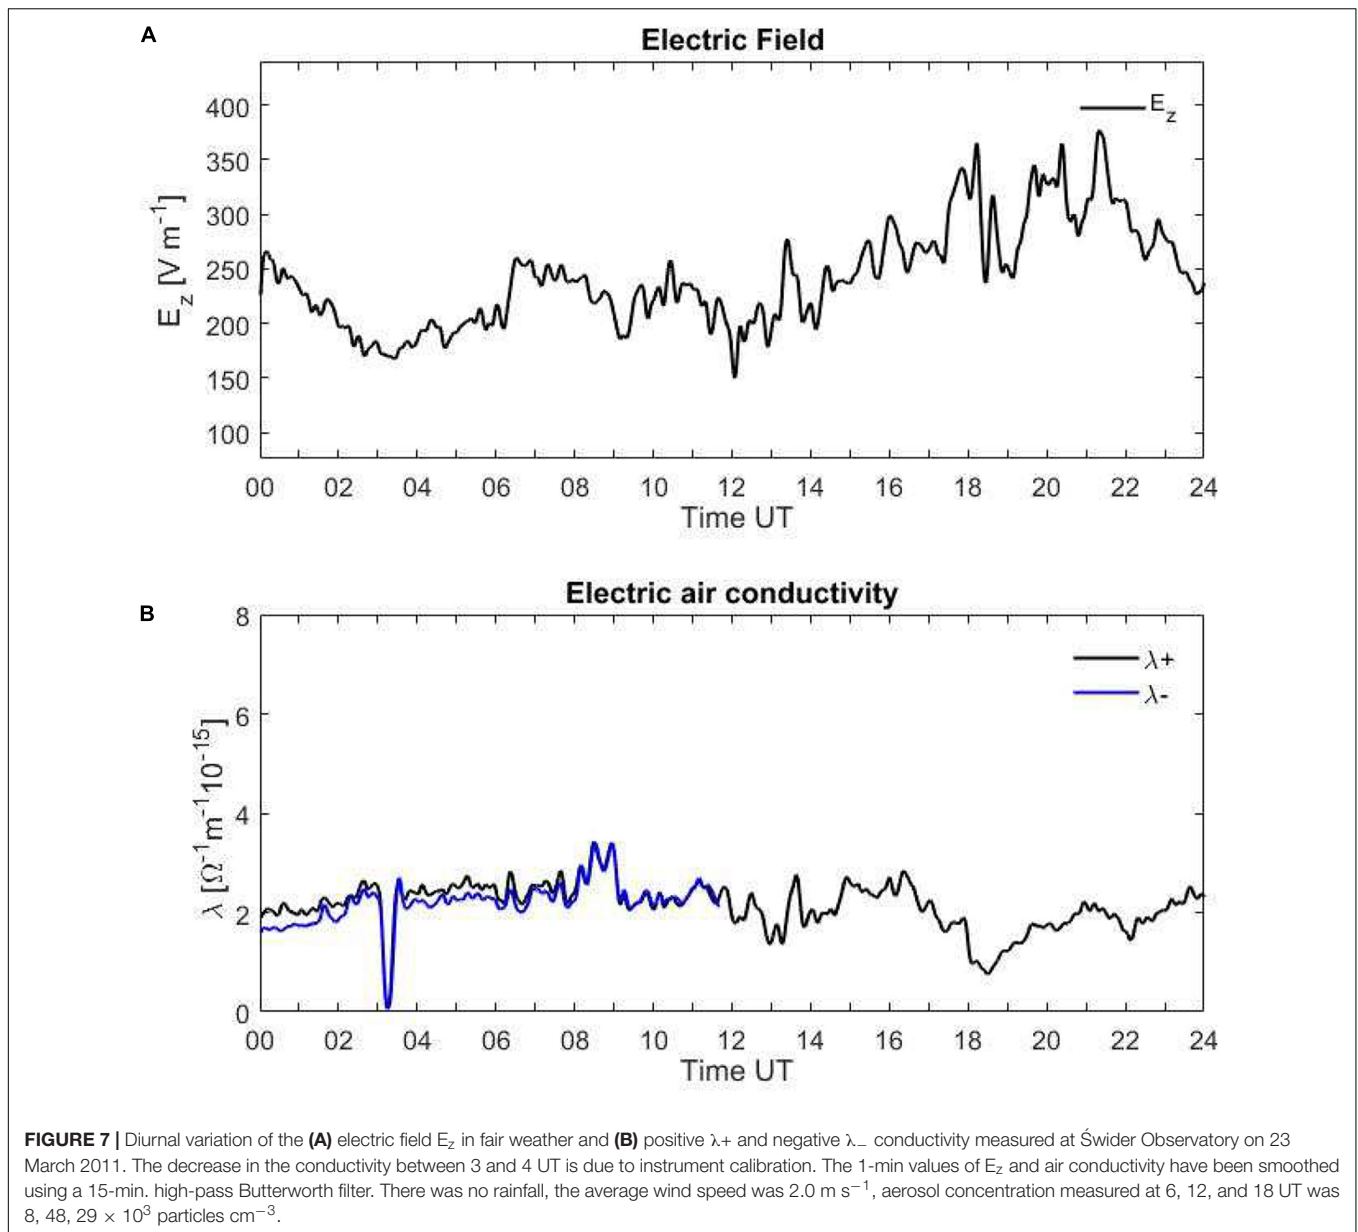 A
Electric Field
E_z
400
350
300
250
200
150
100
E_z [V m^-1]
00 02 04 06 08 10 12 14 16 18 20 22 24
Time UT
B
Electric air conductivity
λ+
λ-
8
6
4
2
0
λ [Ω^-1m^-110^-15]
00 02 04 06 08 10 12 14 16 18 20 22 24
Time UT
FIGURE 7 | Diurnal variation of the (A) electric field E_z in fair weather and (B) positive λ+ and negative λ_− conductivity measured at Świder Observatory on 23
March 2011. The decrease in the conductivity between 3 and 4 UT is due to instrument calibration. The 1-min values of E_z and air conductivity have been smoothed
using a 15-min. high-pass Butterworth filter. There was no rainfall, the average wind speed was 2.0 m s^−1, aerosol concentration measured at 6, 12, and 18 UT was
8, 48, 29 × 10^3 particles cm^−3.